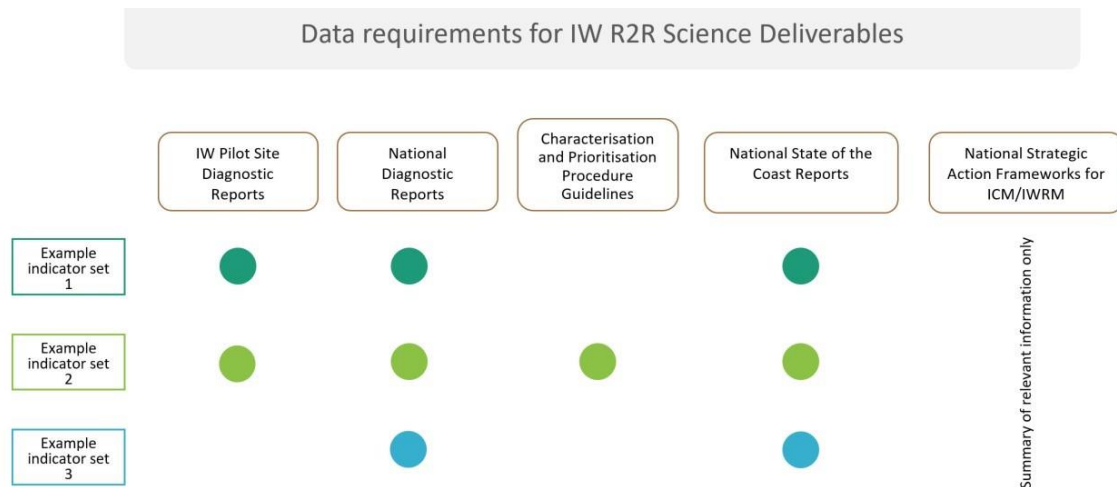 Data requirements for IW R2R Science Deliverables
IW Pilot Site
Diagnostic
Reports
National
Diagnostic
Reports
Characterisation
and Prioritisation
Procedure
Guidelines
National State of the
Coast Reports
National Strategic
Action Frameworks for
ICM/IWRM
Example
indicator set
1
Example
indicator set
2
Example
indicator set
3
Summary of relevant information only